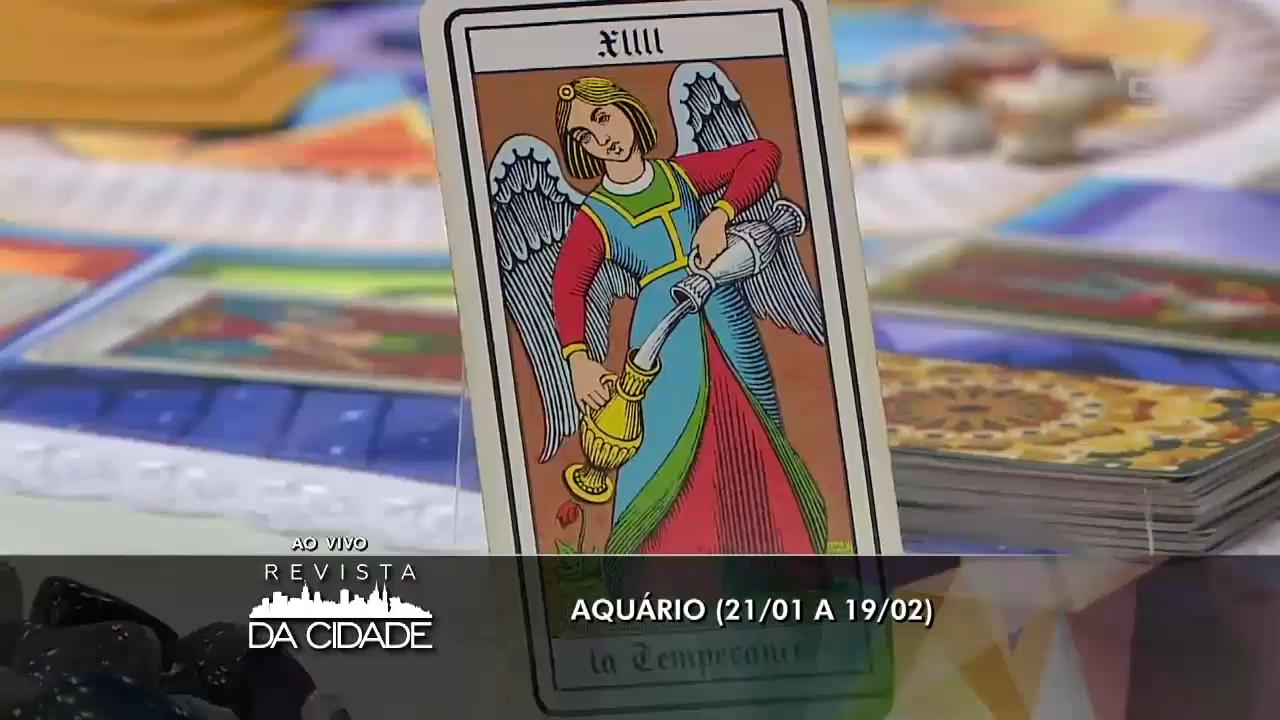 XIIII
AO VIVO
REVISTA
DA CIDADE
AQUÁRIO (21/01 A 19/02)
la Temperance